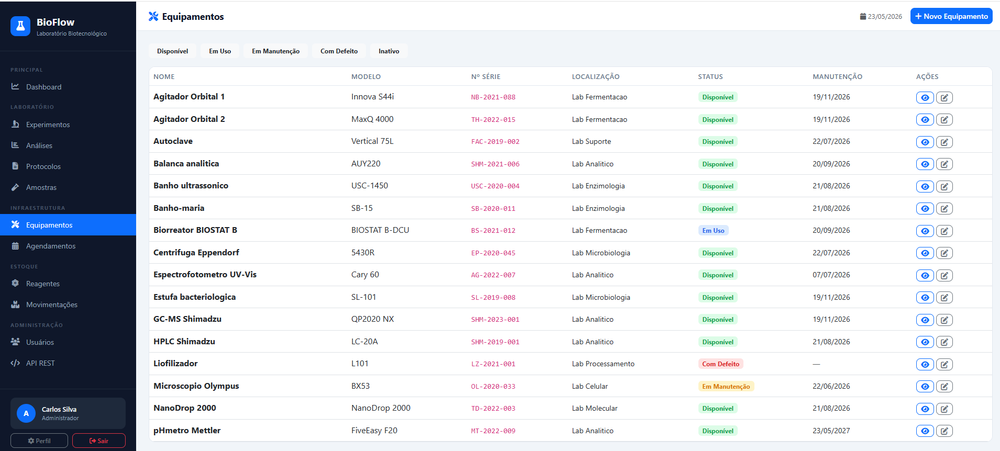 BioFlow
Laboratório Biotecnológico
PRINCIPAL
Dashboard
LABORATÓRIO
Experimentos
Análises
Protocolos
Amostras
INFRAESTRUTURA
Equipamentos
Agendamentos
ESTOQUE
Reagentes
Movimentações
ADMINISTRAÇÃO
Usuários
API REST
A
Carlos Silva
Administrador
Perfil
Sair
Equipamentos
23/05/2026
Novo Equipamento
Disponível Em Uso Em Manutenção Com Defeito Inativo
NOME MODELO Nº SÉRIE LOCALIZAÇÃO STATUS MANUTENÇÃO AÇÕES
Agitador Orbital 1 Innova S44i NB-2021-088 Lab Fermentacao Disponível 19/11/2026
Agitador Orbital 2 MaxQ 4000 TH-2022-015 Lab Fermentacao Disponível 19/11/2026
Autoclave Vertical 75L FAC-2019-002 Lab Suporte Disponível 22/07/2026
Balanca analitica AUY220 SHM-2021-006 Lab Analitico Disponível 20/09/2026
Banho ultrassonico USC-1450 USC-2020-004 Lab Enzimologia Disponível 21/08/2026
Banho-maria SB-15 SB-2020-011 Lab Enzimologia Disponível 21/08/2026
Biorreator BIOSTAT B BIOSTAT B-DCU BS-2021-012 Lab Fermentacao Em Uso 20/09/2026
Centrifuga Eppendorf 5430R EP-2020-045 Lab Microbiologia Disponível 22/07/2026
Espectrofotometro UV-Vis Cary 60 AG-2022-007 Lab Analitico Disponível 07/07/2026
Estufa bacteriologica SL-101 SL-2019-008 Lab Microbiologia Disponível 19/11/2026
GC-MS Shimadzu QP2020 NX SHM-2023-001 Lab Analitico Disponível 19/11/2026
HPLC Shimadzu LC-20A SHM-2019-001 Lab Analitico Disponível 21/08/2026
Liofilizador L101 LZ-2021-001 Lab Processamento Com Defeito —
Microscopio Olympus BX53 OL-2020-033 Lab Celular Em Manutenção 22/06/2026
NanoDrop 2000 NanoDrop 2000 TD-2022-003 Lab Molecular Disponível 21/08/2026
pHmetro Mettler FiveEasy F20 MT-2022-009 Lab Analitico Disponível 23/05/2027